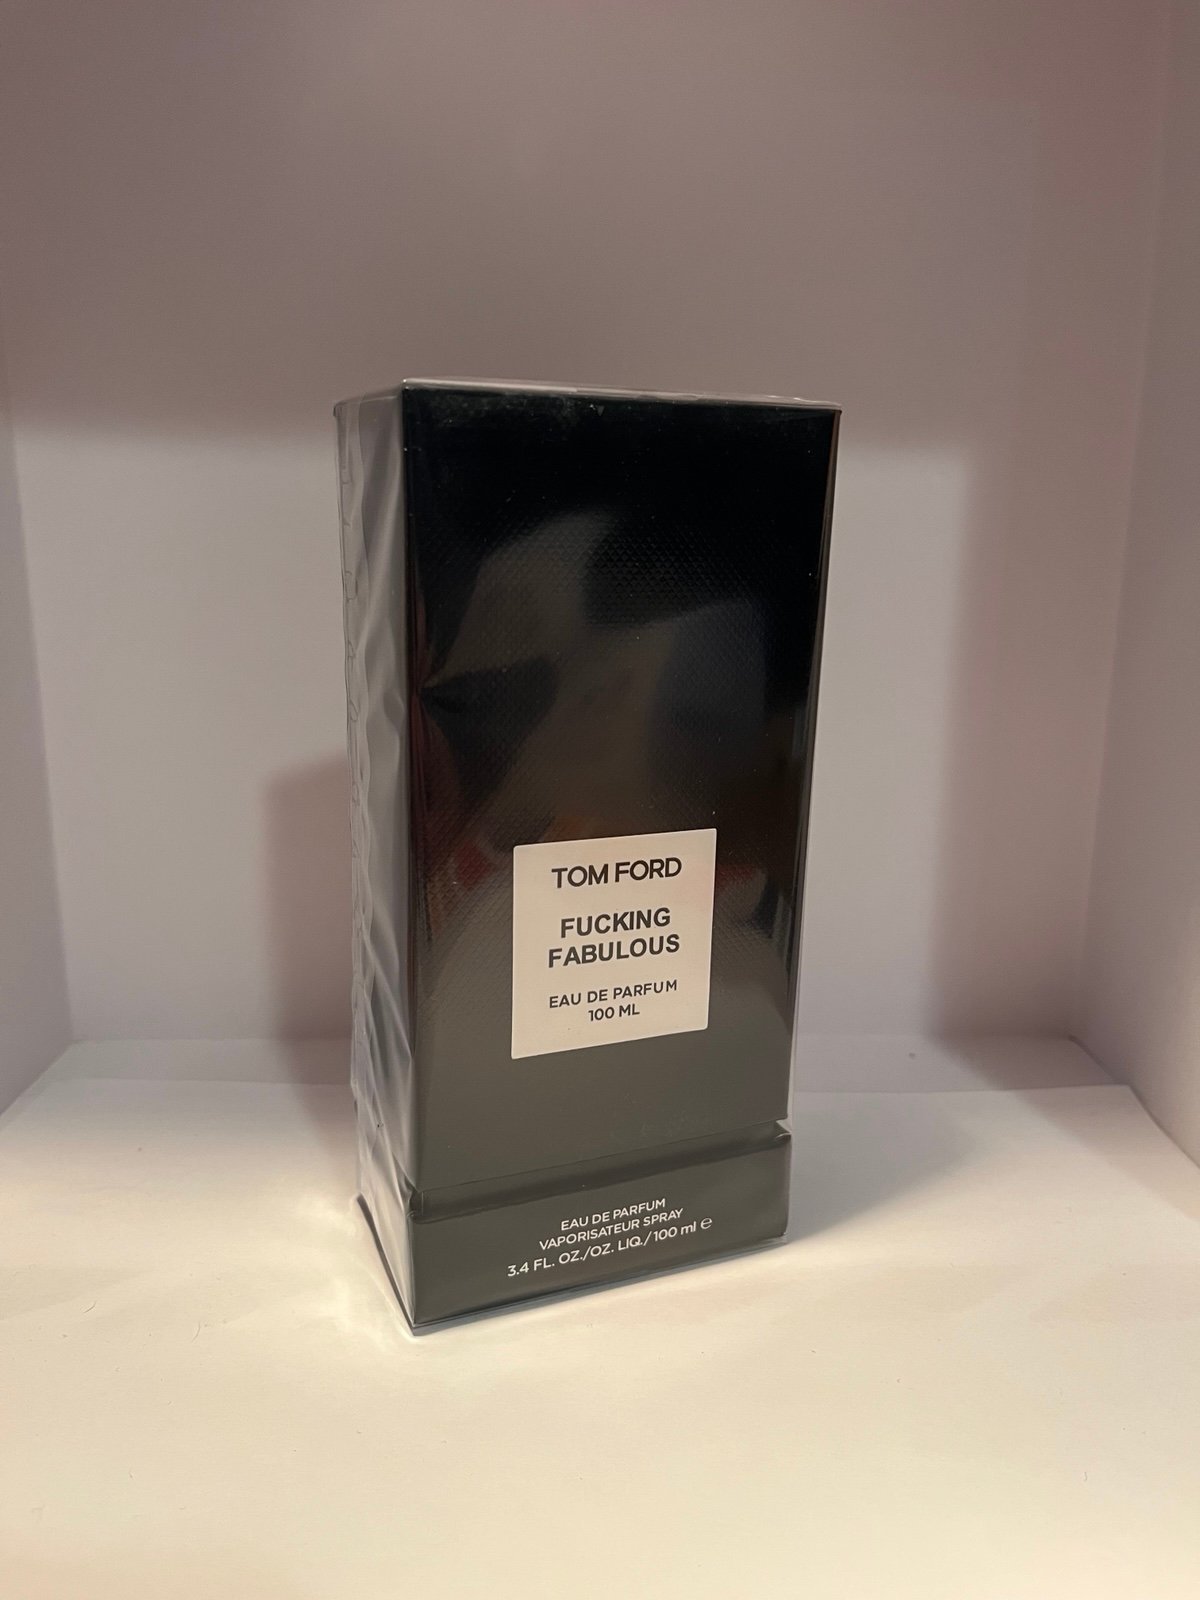 TOM FORD
FUCKING
FABULOUS
EAU DE PARFUM
100 ML
EAU DE PARFUM
VAPORISATEUR SPRAY
3.4 FL. OZ./OZ. LIQ./100 ml ℮